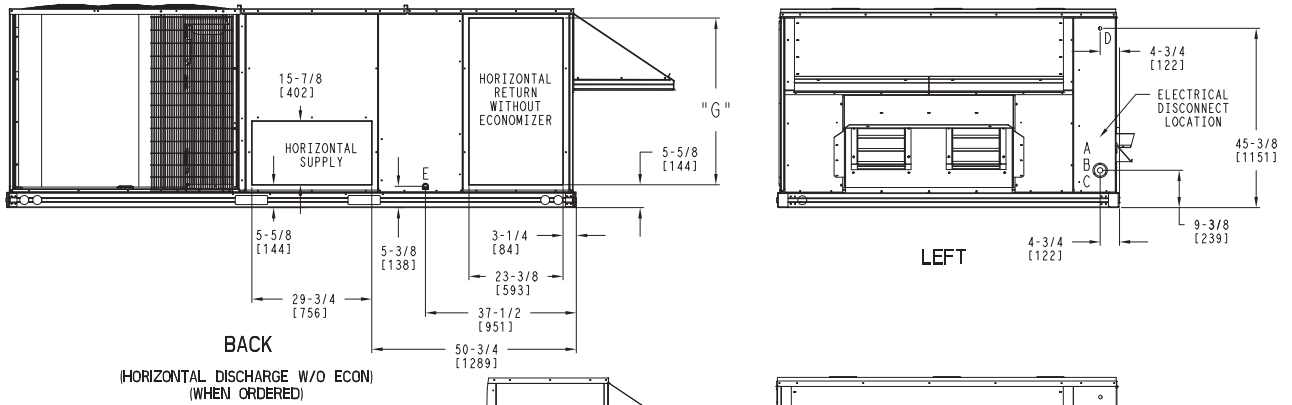 15-7/8
[402]
HORIZONTAL
SUPPLY
E
HORIZONTAL
RETURN
WITHOUT
ECONOMIZER
"G"
5-5/8
[144]
5-5/8
[144]
5-3/8
[138]
3-1/4
[84]
23-3/8
[593]
29-3/4
[756]
37-1/2
[951]
50-3/4
[1289]
BACK
(HORIZONTAL DISCHARGE W/O ECON)
(WHEN ORDERED)
D
4-3/4
[122]
ELECTRICAL
DISCONNECT
LOCATION
45-3/8
[1151]
A
B
C
9-3/8
[239]
4-3/4
[122]
LEFT